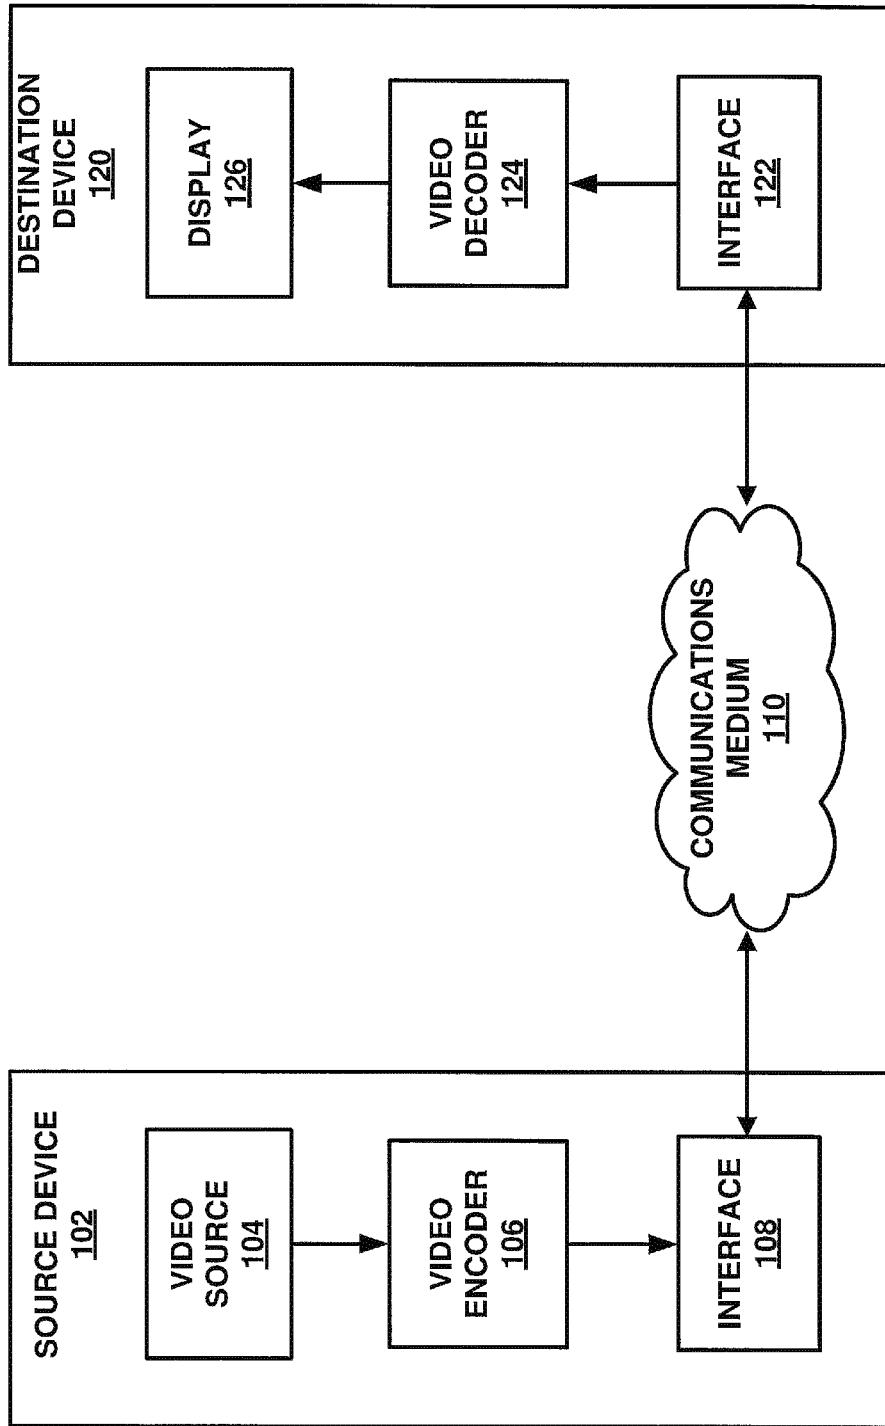 SOURCE DEVICE
102
VIDEO
SOURCE
104
VIDEO
ENCODER
106
INTERFACE
108
COMMUNICATIONS
MEDIUM
110
DESTINATION
DEVICE
120
DISPLAY
126
VIDEO
DECODER
124
INTERFACE
122